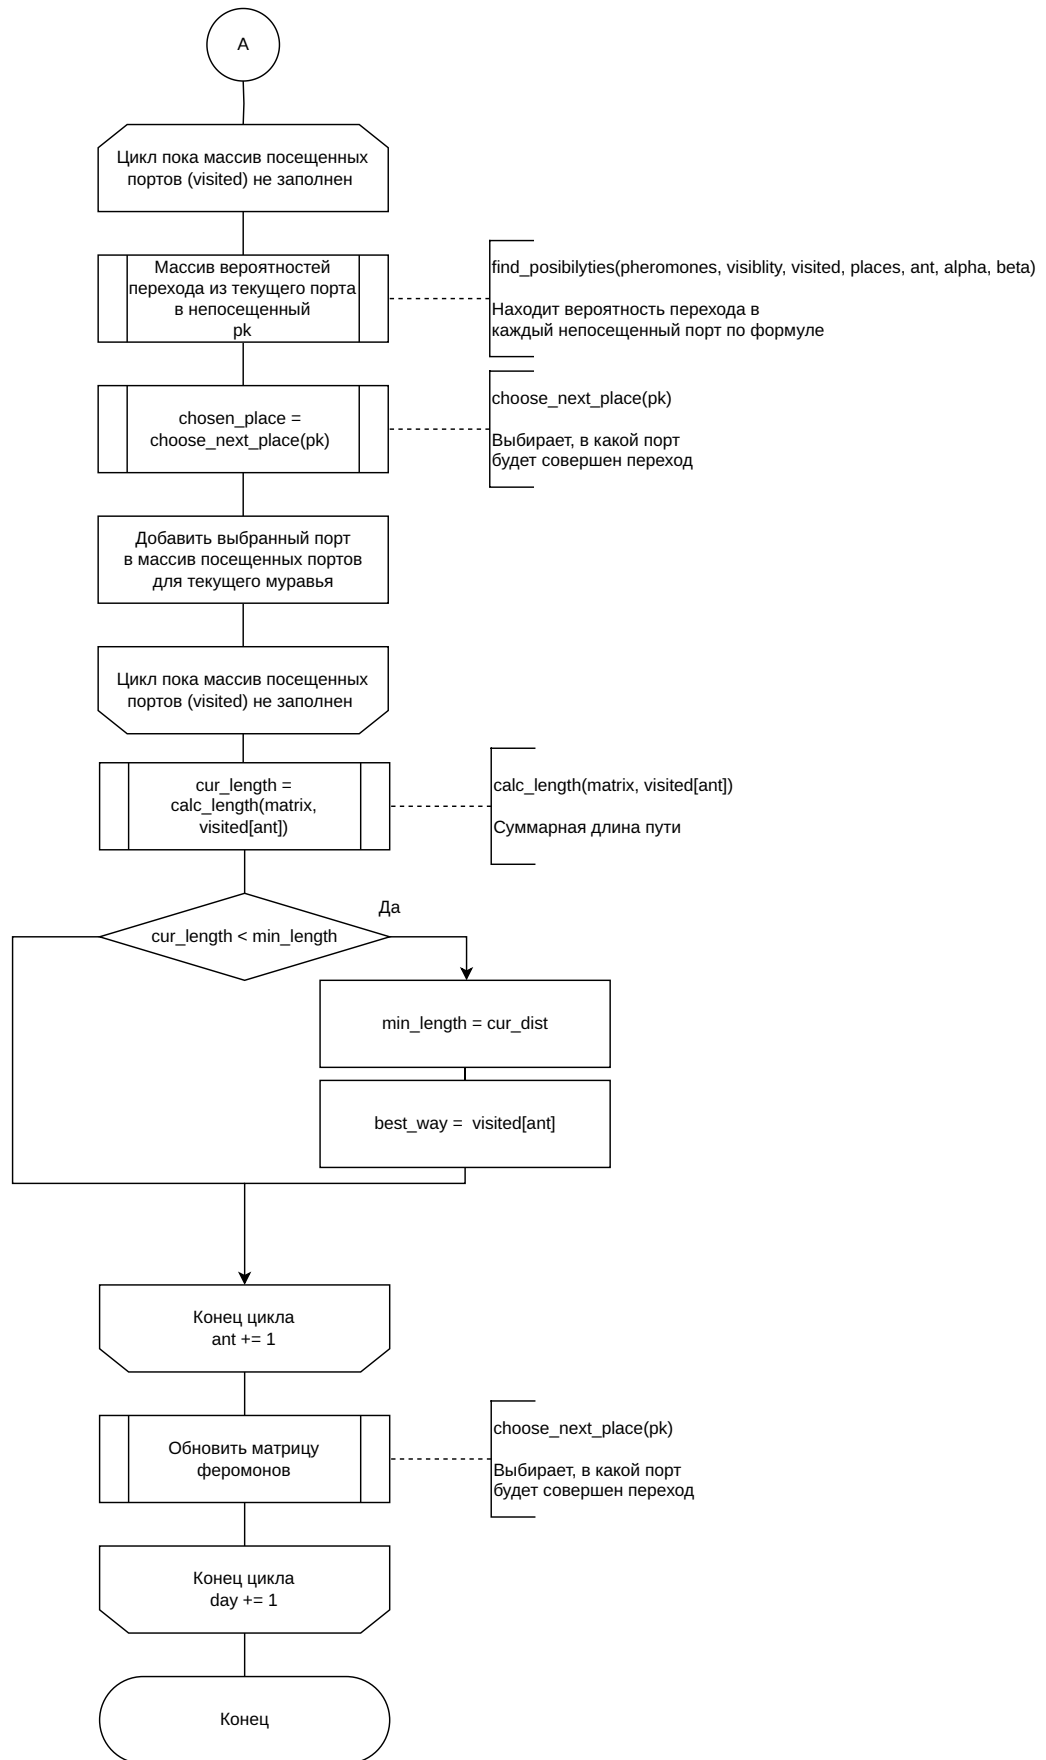 A
Цикл пока массив посещенных
портов (visited) не заполнен
Массив вероятностей
перехода из текущего порта
в непосещенный
pk
find_posibilyties(pheromones, visiblity, visited, places, ant, alpha, beta)
Находит вероятность перехода в
каждый непосещенный порт по формуле
chosen_place =
choose_next_place(pk)
choose_next_place(pk)
Выбирает, в какой порт
будет совершен переход
Добавить выбранный порт
в массив посещенных портов
для текущего муравья
Цикл пока массив посещенных
портов (visited) не заполнен
cur_length =
calc_length(matrix,
visited[ant])
calc_length(matrix, visited[ant])
Суммарная длина пути
Да
cur_length < min_length
min_length = cur_dist
best_way = visited[ant]
Конец цикла
ant += 1
Обновить матрицу
феромонов
choose_next_place(pk)
Выбирает, в какой порт
будет совершен переход
Конец цикла
day += 1
Конец